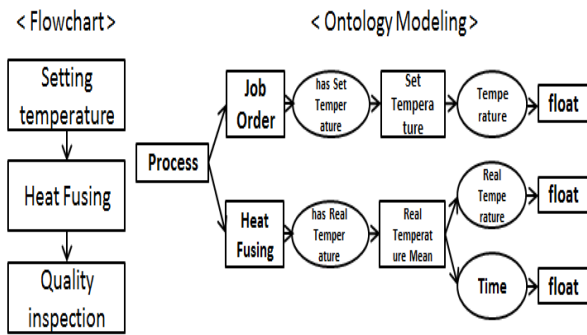 < Flowchart >
Setting
temperature
Heat Fusing
Quality
inspection
< Ontology Modeling >
Process
Job
Order
has Set
Temper
ature
Set
Tempera
ture
Tempe
rature
float
Heat
Fusing
has Real
Temper
ature
Real
Temperat
ure Mean
Real
Tempe
rature
float
Time
float